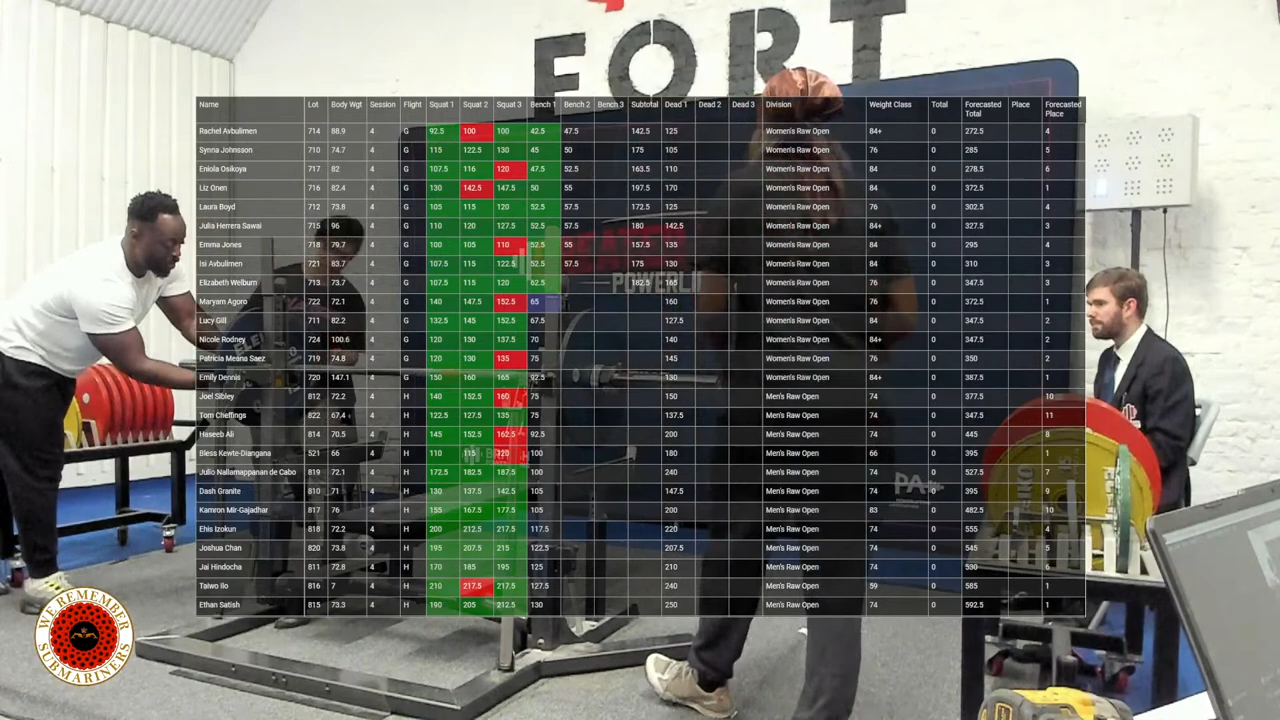 FORT
Name Lot Body Wgt Session Flight Squat 1 Squat 2 Squat 3 Bench 1 Bench 2 Bench 3 Subtotal Dead 1 Dead 2 Dead 3 Division Weight Class Total Forecasted Total Place Forecasted Place
Rachel Avbulimen 714 88.9 4 G 92.5 100 100 42.5 47.5 142.5 125 Women's Raw Open 84+ 0 272.5 4
Synna Johnsson 710 74.7 4 G 115 122.5 130 45 50 175 105 Women's Raw Open 76 0 285 5
Eniola Osikoya 717 82 4 G 107.5 116 120 47.5 52.5 163.5 110 Women's Raw Open 84 0 278.5 6
Liz Onen 716 82.4 4 G 130 142.5 147.5 50 55 197.5 170 Women's Raw Open 84 0 372.5 1
Laura Boyd 712 73.8 4 G 105 115 120 52.5 57.5 172.5 125 Women's Raw Open 76 0 302.5 4
Julia Herrera Sawai 715 96 4 G 110 120 127.5 52.5 57.5 180 142.5 Women's Raw Open 84+ 0 327.5 3
Emma Jones 718 79.7 4 G 100 105 110 52.5 55 157.5 135 Women's Raw Open 84 0 295 4
Isi Avbulimen 721 83.7 4 G 107.5 115 122.5 52.5 57.5 175 130 Women's Raw Open 84 0 310 3
Elizabeth Welburn 713 73.7 4 G 107.5 115 120 62.5 182.5 165 Women's Raw Open 76 0 347.5 3
Maryam Agoro 722 72.1 4 G 140 147.5 152.5 65 160 Women's Raw Open 76 0 372.5 1
Lucy Gill 711 82.2 4 G 132.5 145 152.5 67.5 127.5 Women's Raw Open 84 0 347.5 2
Nicole Rodney 724 100.6 4 G 120 130 137.5 70 140 Women's Raw Open 84+ 0 347.5 2
Patricia Meana Saez 719 74.8 4 G 120 130 135 75 145 Women's Raw Open 76 0 350 2
Emily Dennis 720 147.1 4 G 150 160 165 92.5 130 Women's Raw Open 84+ 0 387.5 1
Joel Sibley 812 72.2 4 H 140 152.5 160 75 150 Men's Raw Open 74 0 377.5 10
Tom Cheffings 822 67.4 4 H 122.5 127.5 135 75 137.5 Men's Raw Open 74 0 347.5 11
Haseeb Ali 814 70.5 4 H 145 152.5 162.5 92.5 200 Men's Raw Open 74 0 445 8
Bless Kewte-Diangana 521 66 4 H 110 115 120 100 180 Men's Raw Open 66 0 395 1
Julio Nallamappanan de Cabo 819 72.1 4 H 172.5 182.5 187.5 100 240 Men's Raw Open 74 0 527.5 7
Dash Granite 810 71 4 H 130 137.5 142.5 105 147.5 Men's Raw Open 74 0 395 9
Kamron Mir-Gajadhar 817 76 4 H 155 167.5 177.5 105 200 Men's Raw Open 83 0 482.5 10
Ehis Izokun 818 72.2 4 H 200 212.5 217.5 117.5 220 Men's Raw Open 74 0 555 4
Joshua Chan 820 73.8 4 H 195 207.5 215 122.5 207.5 Men's Raw Open 74 0 545 5
Jai Hindocha 811 72.8 4 H 170 185 195 125 210 Men's Raw Open 74 0 530 6
Taiwo Ilo 816 7 4 H 210 217.5 217.5 127.5 240 Men's Raw Open 59 0 585 1
Ethan Satish 815 73.3 4 H 190 205 212.5 130 250 Men's Raw Open 74 0 592.5 1
POWERLI
PA
WE REMEMBER
SUBMARINERS